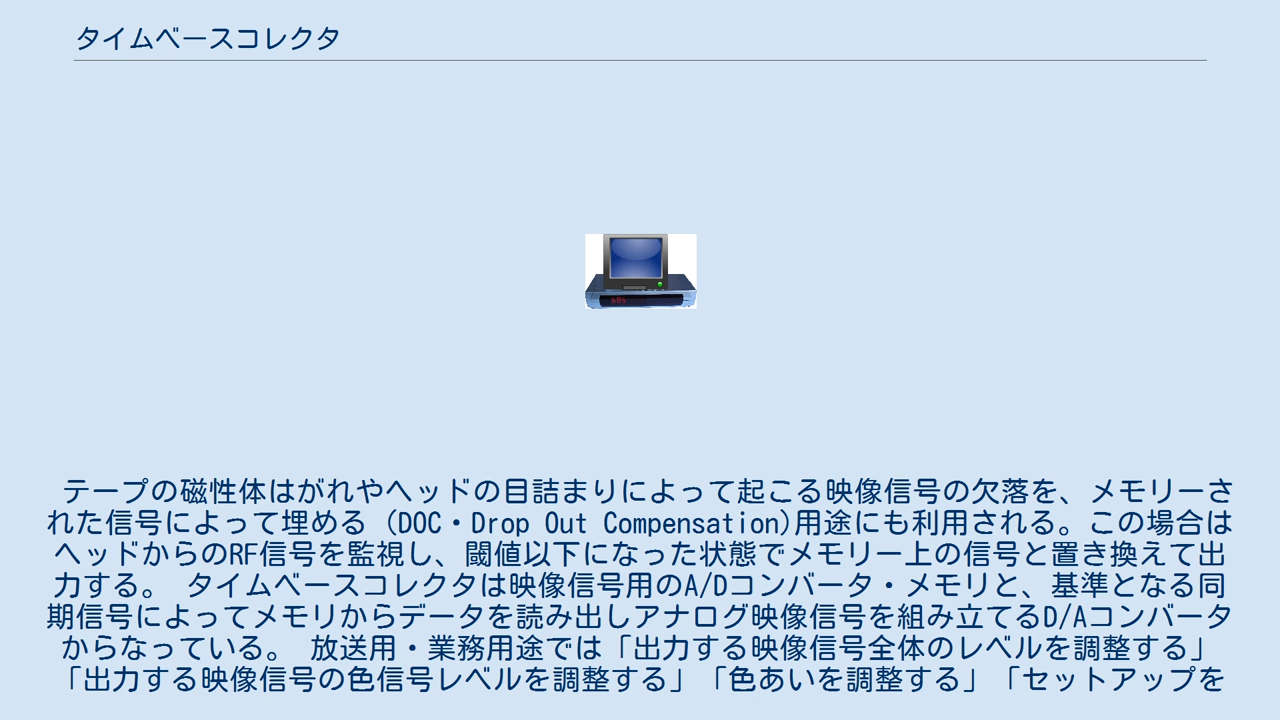 タイムベースコレクタ
685
テープの磁性体はがれやヘッドの目詰まりによって起こる映像信号の欠落を、メモリーさ
れた信号によって埋める (DOC・Drop Out Compensation)用途にも利用される。この場合は
ヘッドからのRF信号を監視し、閾値以下になった状態でメモリー上の信号と置き換えて出
力する。 タイムベースコレクタは映像信号用のA/Dコンバータ・メモリと、基準となる同
期信号によってメモリからデータを読み出しアナログ映像信号を組み立てるD/Aコンバータ
からなっている。 放送用・業務用途では「出力する映像信号全体のレベルを調整する」
「出力する映像信号の色信号レベルを調整する」「色あいを調整する」「セットアップを